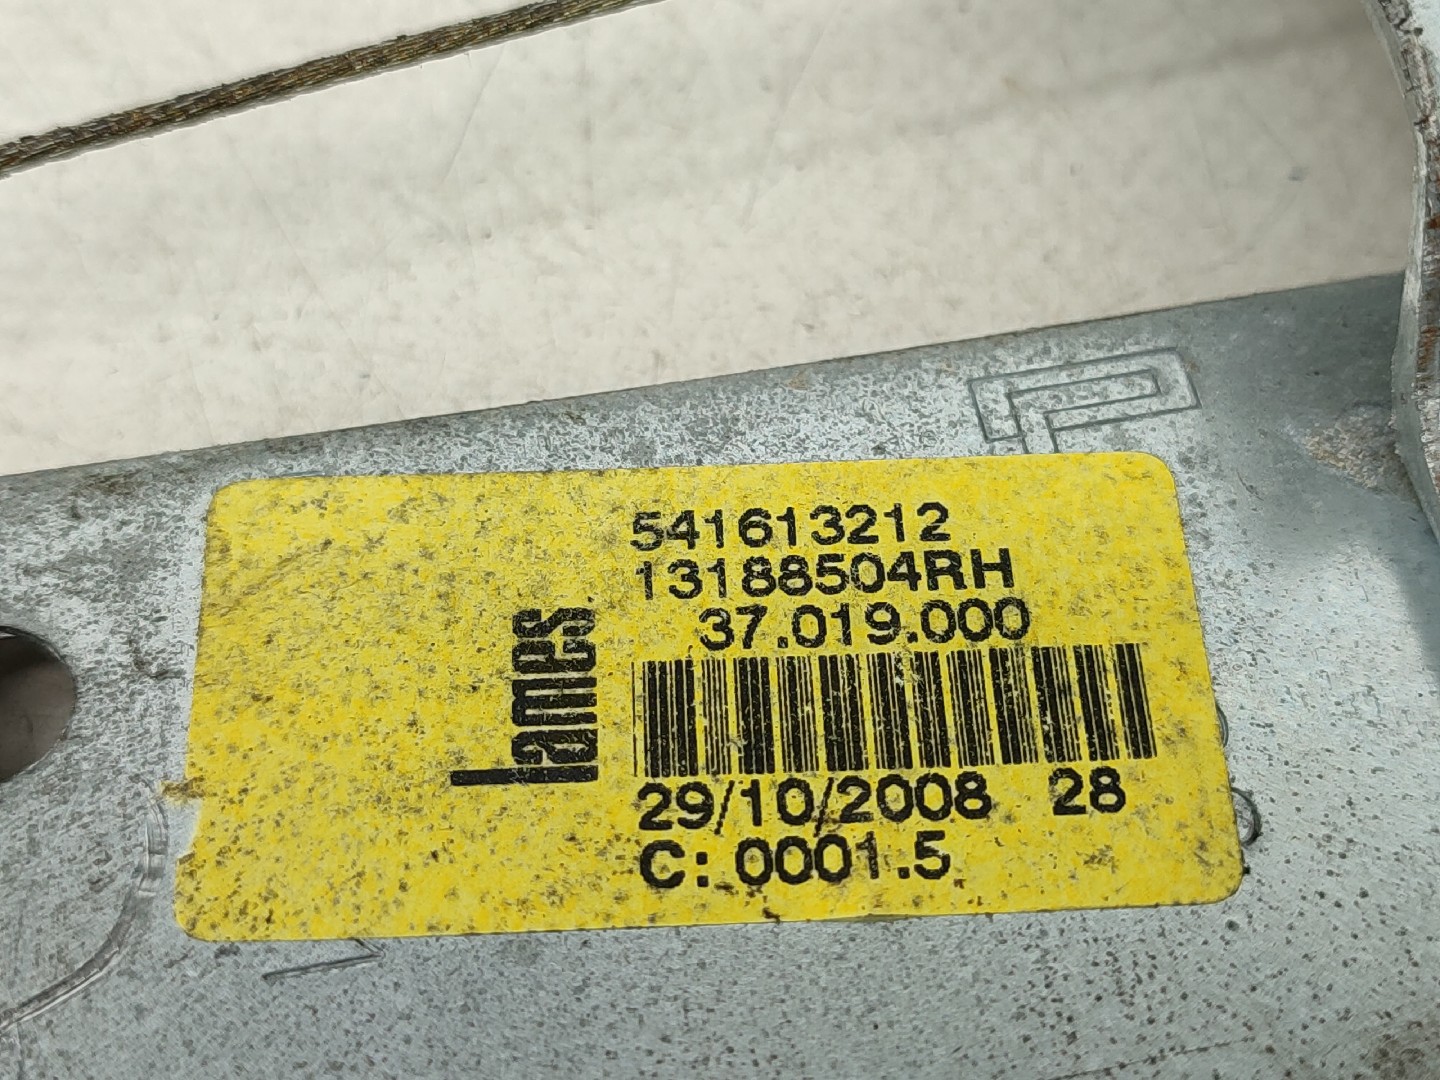 541613212
13188504RH
37.019.000
lames
29/10/2008 28
C: 0001.5